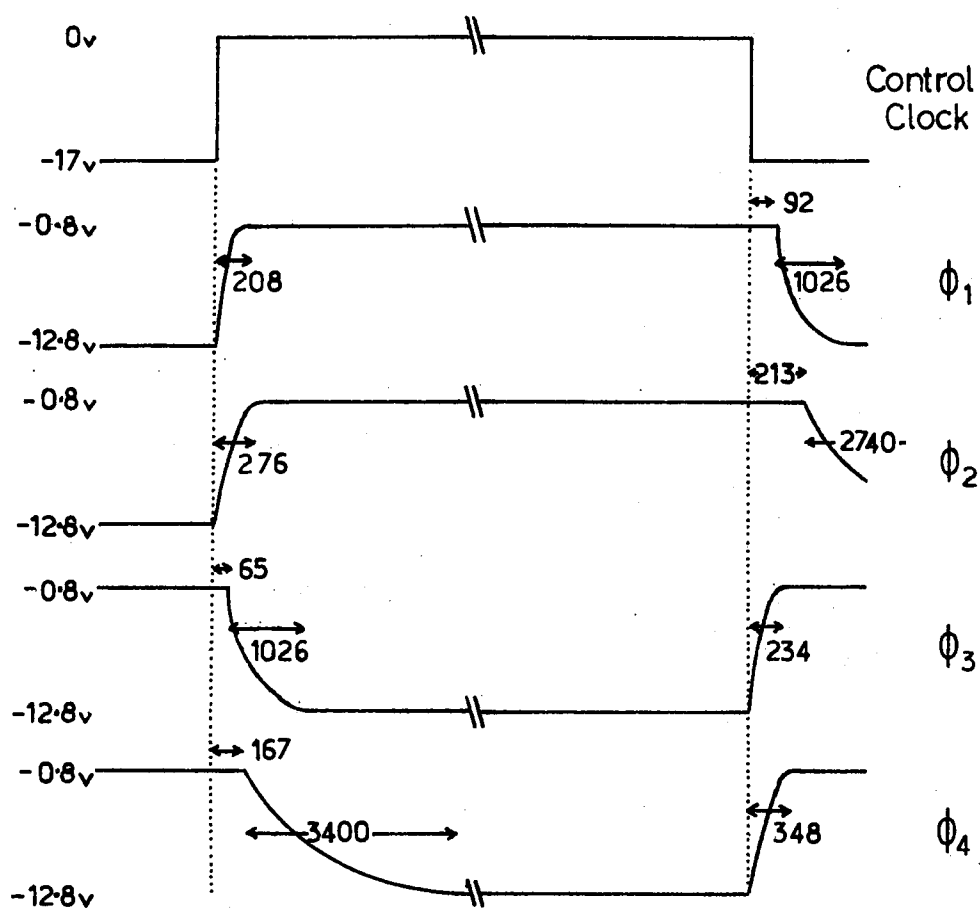 0v
Control
Clock
-17v
92
-0·8v
208
1026
ϕ1
-12·8v
213
-0·8v
276
2740
ϕ2
-12·8v
65
-0·8v
1026
234
ϕ3
-12·8v
167
-0·8v
3400
348
ϕ4
-12·8v